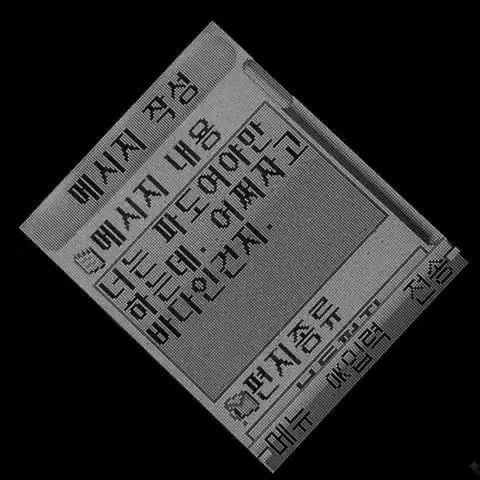 메시지 작성
메시지 내용
너는 파도여야만
하는데. 어쩌자고
바다인건지.
편지종류
메뉴 OK입력 전송